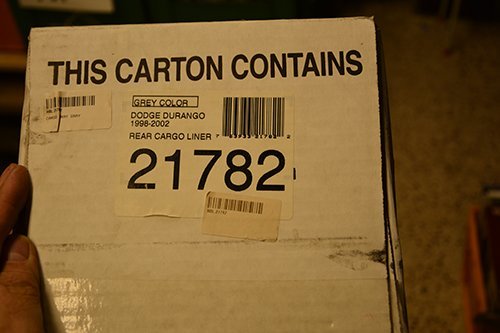 THIS CARTON CONTAINS
GREY COLOR
DODGE DURANGO
1998-2002
REAR CARGO LINER
21782